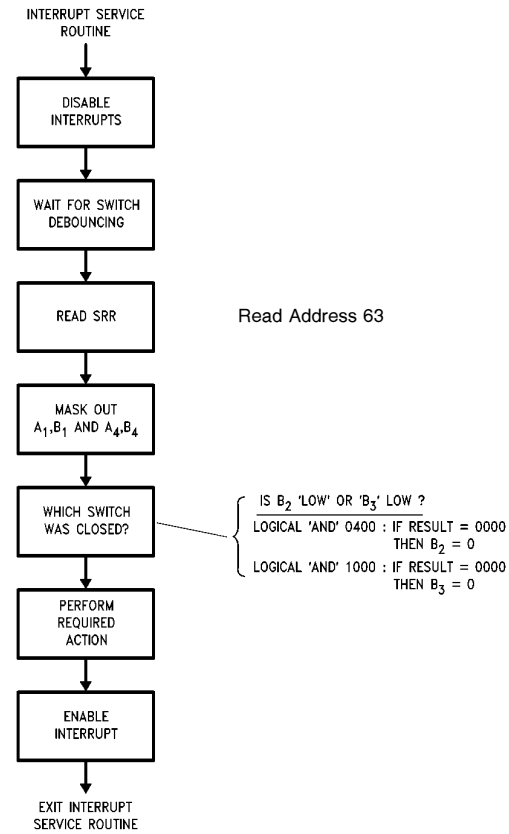 INTERRUPT SERVICE
ROUTINE
DISABLE
INTERRUPTS
WAIT FOR SWITCH
DEBOUNCING
READ SRR
Read Address 63
MASK OUT
A1,B1 AND A4,B4
WHICH SWITCH
WAS CLOSED?
IS B2 'LOW' OR 'B3' LOW ?
LOGICAL 'AND' 0400 : IF RESULT = 0000
THEN B2 = 0
LOGICAL 'AND' 1000 : IF RESULT = 0000
THEN B3 = 0
PERFORM
REQUIRED
ACTION
ENABLE
INTERRUPT
EXIT INTERRUPT
SERVICE ROUTINE